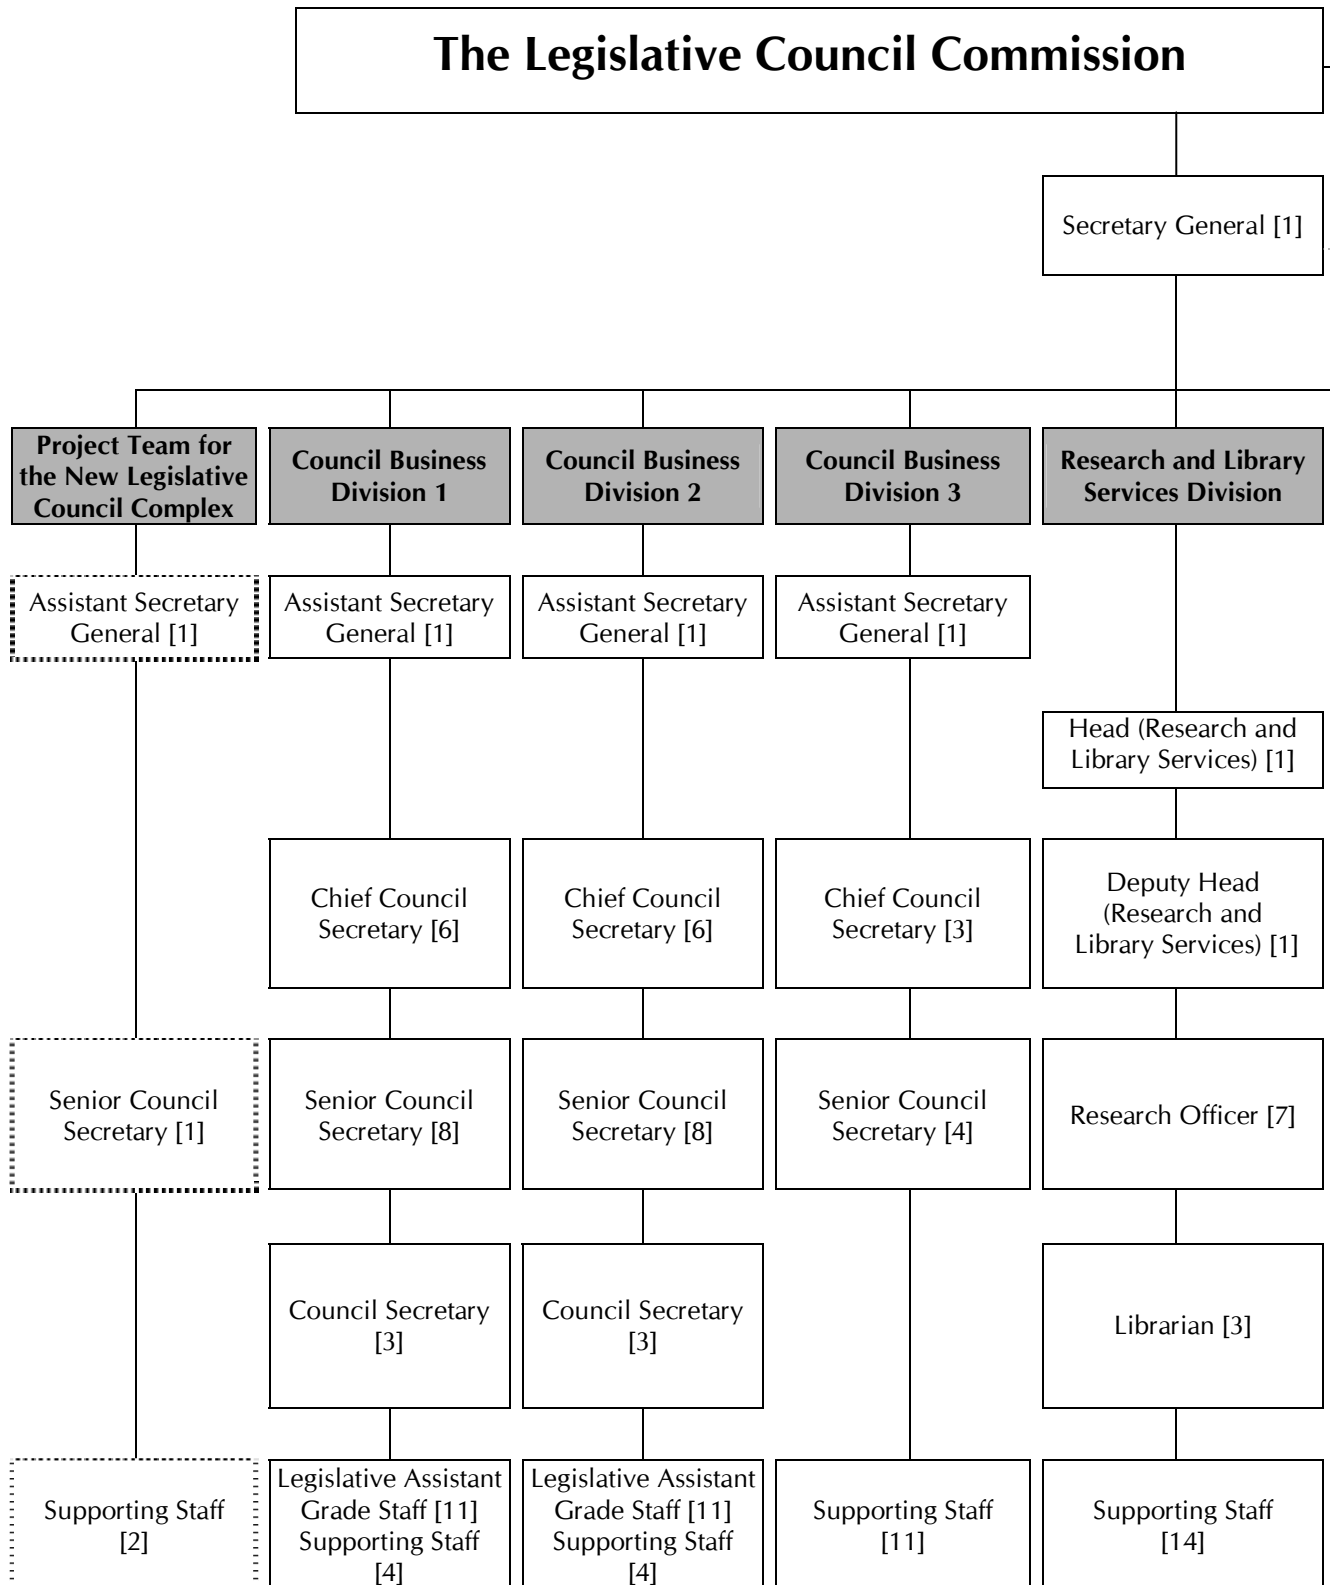 The Legislative Council Commission
Secretary General [1]
Project Team for
the New Legislative
Council Complex
Council Business
Division 1
Council Business
Division 2
Council Business
Division 3
Research and Library
Services Division
Assistant Secretary
General [1]
Assistant Secretary
General [1]
Assistant Secretary
General [1]
Assistant Secretary
General [1]
Head (Research and
Library Services) [1]
Chief Council
Secretary [6]
Chief Council
Secretary [6]
Chief Council
Secretary [3]
Deputy Head
(Research and
Library Services) [1]
Senior Council
Secretary [1]
Senior Council
Secretary [8]
Senior Council
Secretary [8]
Senior Council
Secretary [4]
Research Officer [7]
Council Secretary
[3]
Council Secretary
[3]
Librarian [3]
Supporting Staff
[2]
Legislative Assistant
Grade Staff [11]
Supporting Staff
[4]
Legislative Assistant
Grade Staff [11]
Supporting Staff
[4]
Supporting Staff
[11]
Supporting Staff
[14]